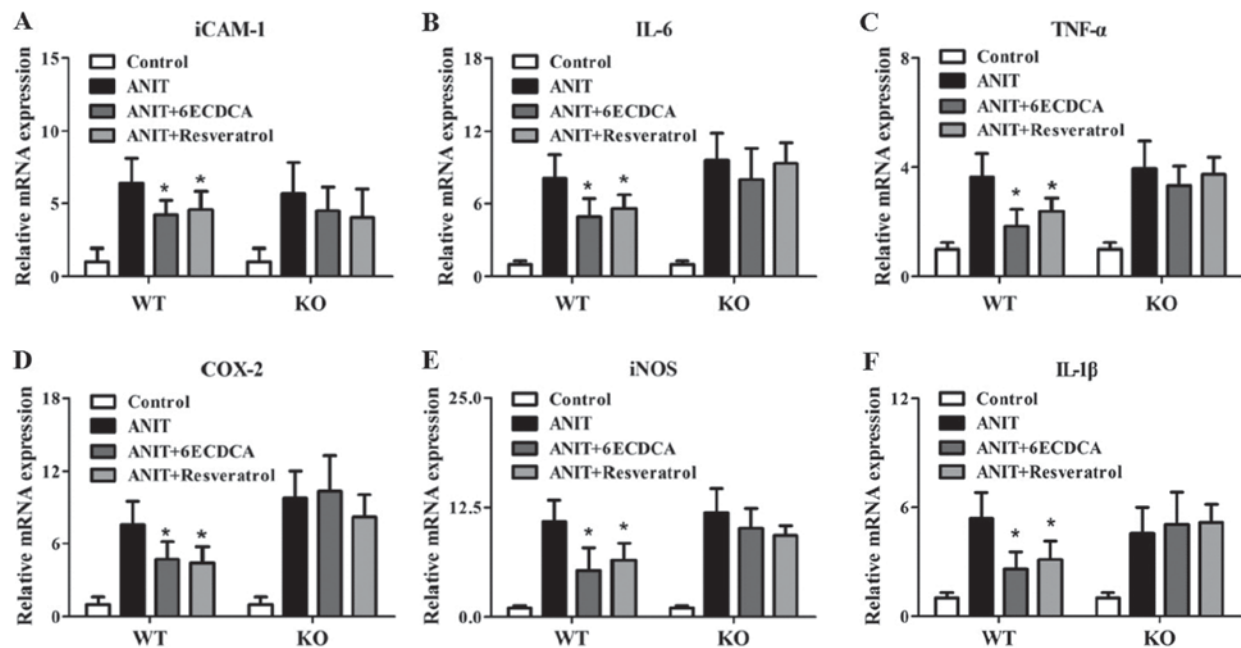 A
iCAM-1
Relative mRNA expression
15
10
5
0
Control
ANIT
ANIT+6ECDCA
ANIT+Resveratrol
*
*
WT
KO
B
IL-6
Relative mRNA expression
18
12
6
0
Control
ANIT
ANIT+6ECDCA
ANIT+Resveratrol
*
*
WT
KO
C
TNF-α
Relative mRNA expression
8
4
0
Control
ANIT
ANIT+6ECDCA
ANIT+Resveratrol
*
*
WT
KO
D
COX-2
Relative mRNA expression
18
12
6
0
Control
ANIT
ANIT+6ECDCA
ANIT+Resveratrol
*
*
WT
KO
E
iNOS
Relative mRNA expression
25.0
12.5
0.0
Control
ANIT
ANIT+6ECDCA
ANIT+Resveratrol
*
*
WT
KO
F
IL-1β
Relative mRNA expression
12
6
0
Control
ANIT
ANIT+6ECDCA
ANIT+Resveratrol
*
*
WT
KO